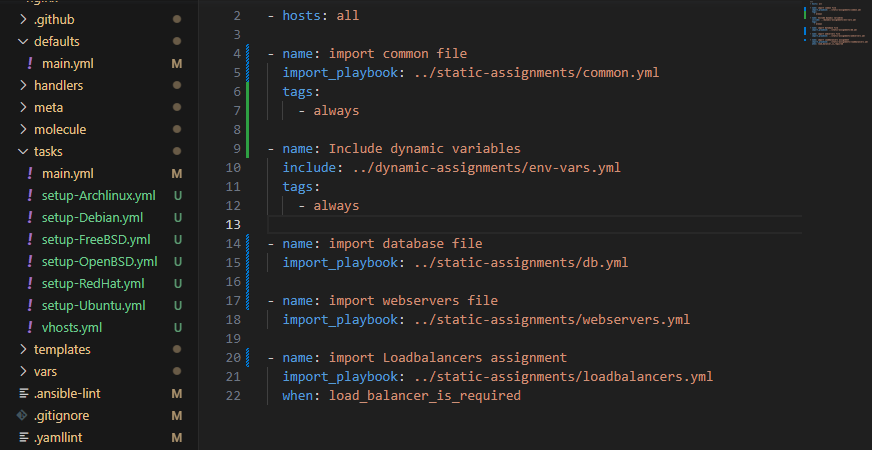 .github
defaults
! main.yml M
handlers
meta
molecule
tasks
! main.yml M
! setup-Archlinux.yml U
! setup-Debian.yml U
! setup-FreeBSD.yml U
! setup-OpenBSD.yml U
! setup-RedHat.yml U
! setup-Ubuntu.yml U
! vhosts.yml U
templates
vars
.ansible-lint M
.gitignore M
.yamllint M
2 - hosts: all
3
4 - name: import common file
5 import_playbook: ../static-assignments/common.yml
6 tags:
7 - always
8
9 - name: Include dynamic variables
10 include: ../dynamic-assignments/env-vars.yml
11 tags:
12 - always
13
14 - name: import database file
15 import_playbook: ../static-assignments/db.yml
16
17 - name: import webservers file
18 import_playbook: ../static-assignments/webservers.yml
19
20 - name: import Loadbalancers assignment
21 import_playbook: ../static-assignments/loadbalancers.yml
22 when: load_balancer_is_required